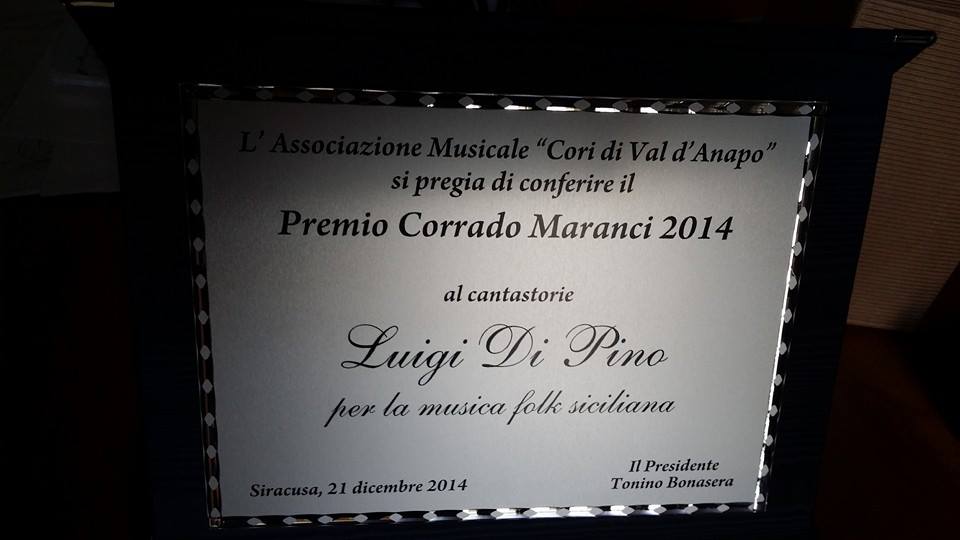 L' Associazione Musicale “Cori di Val d'Anapo”
si pregia di conferire il
Premio Corrado Maranci 2014
al cantastorie
Luigi Di Pino
per la musica folk siciliana
Siracusa, 21 dicembre 2014
Il Presidente
Tonino Bonasera